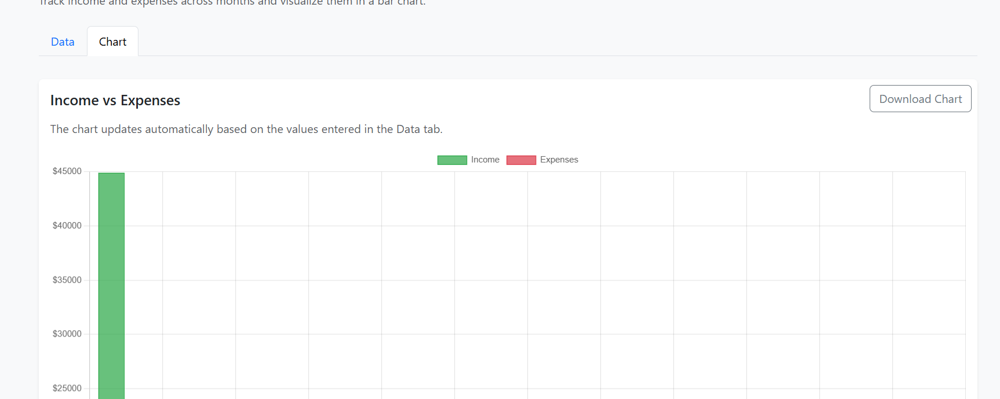 Track income and expenses across months and visualize them in a bar chart.
Data
Chart
Income vs Expenses
Download Chart
The chart updates automatically based on the values entered in the Data tab.
Income
Expenses
$45000
$40000
$35000
$30000
$25000